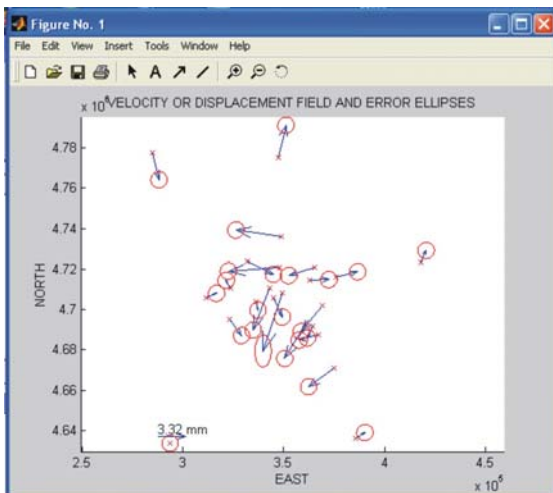 Figure No. 1
File Edit View Insert Tools Window Help
A
x 10⁶ VELOCITY OR DISPLACEMENT FIELD AND ERROR ELLIPSES
4.78
4.76
4.74
4.72
4.7
4.68
4.66
4.64
NORTH
3.32 mm
2.5 3 3.5 4 4.5
x 10⁵
EAST